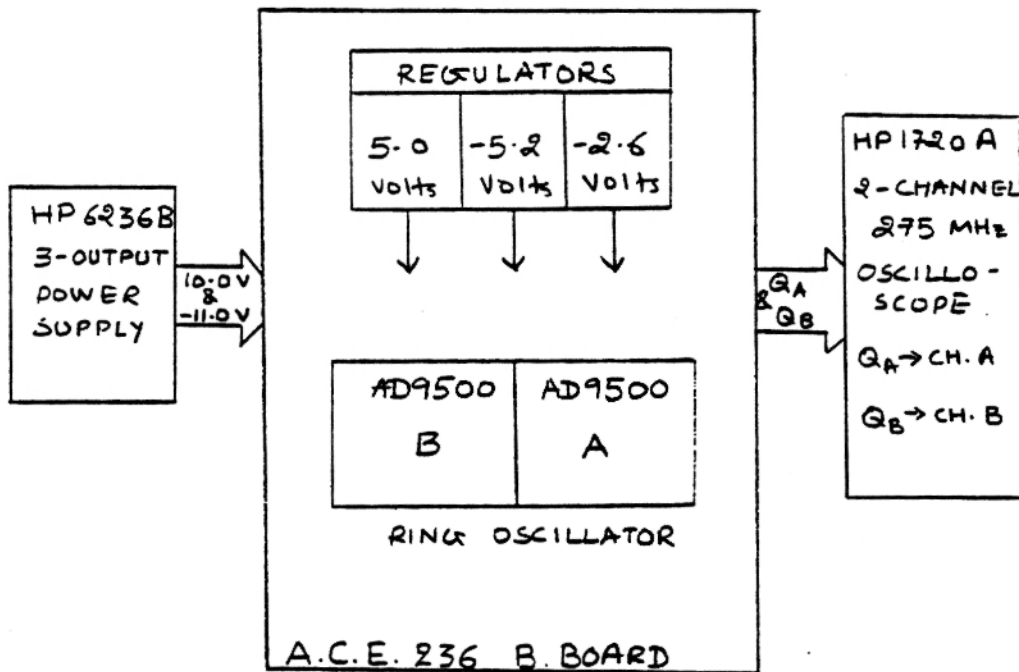 HP 6236B
3-OUTPUT
POWER
SUPPLY
10.0V
&
-11.0V
REGULATORS
5.0
VOLTS
-5.2
VOLTS
-2.6
VOLTS
AD9500
B
AD9500
A
RING OSCILLATOR
A.C.E. 236 B. BOARD
QA
& QB
HP1720A
2-CHANNEL
275 MHz
OSCILLO-
SCOPE
QA→CH. A
QB→CH. B